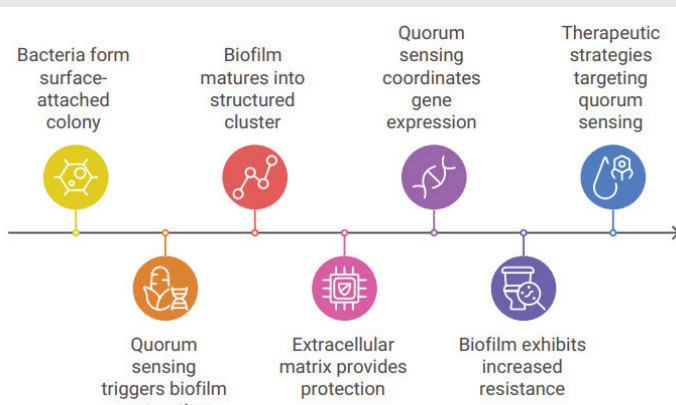 Bacteria form
surface-
attached
colony
Quorum
sensing
triggers biofilm
Biofilm
matures into
structured
cluster
Extracellular
matrix provides
protection
Quorum
sensing
coordinates
gene
expression
Biofilm exhibits
increased
resistance
Therapeutic
strategies
targeting
quorum
sensing